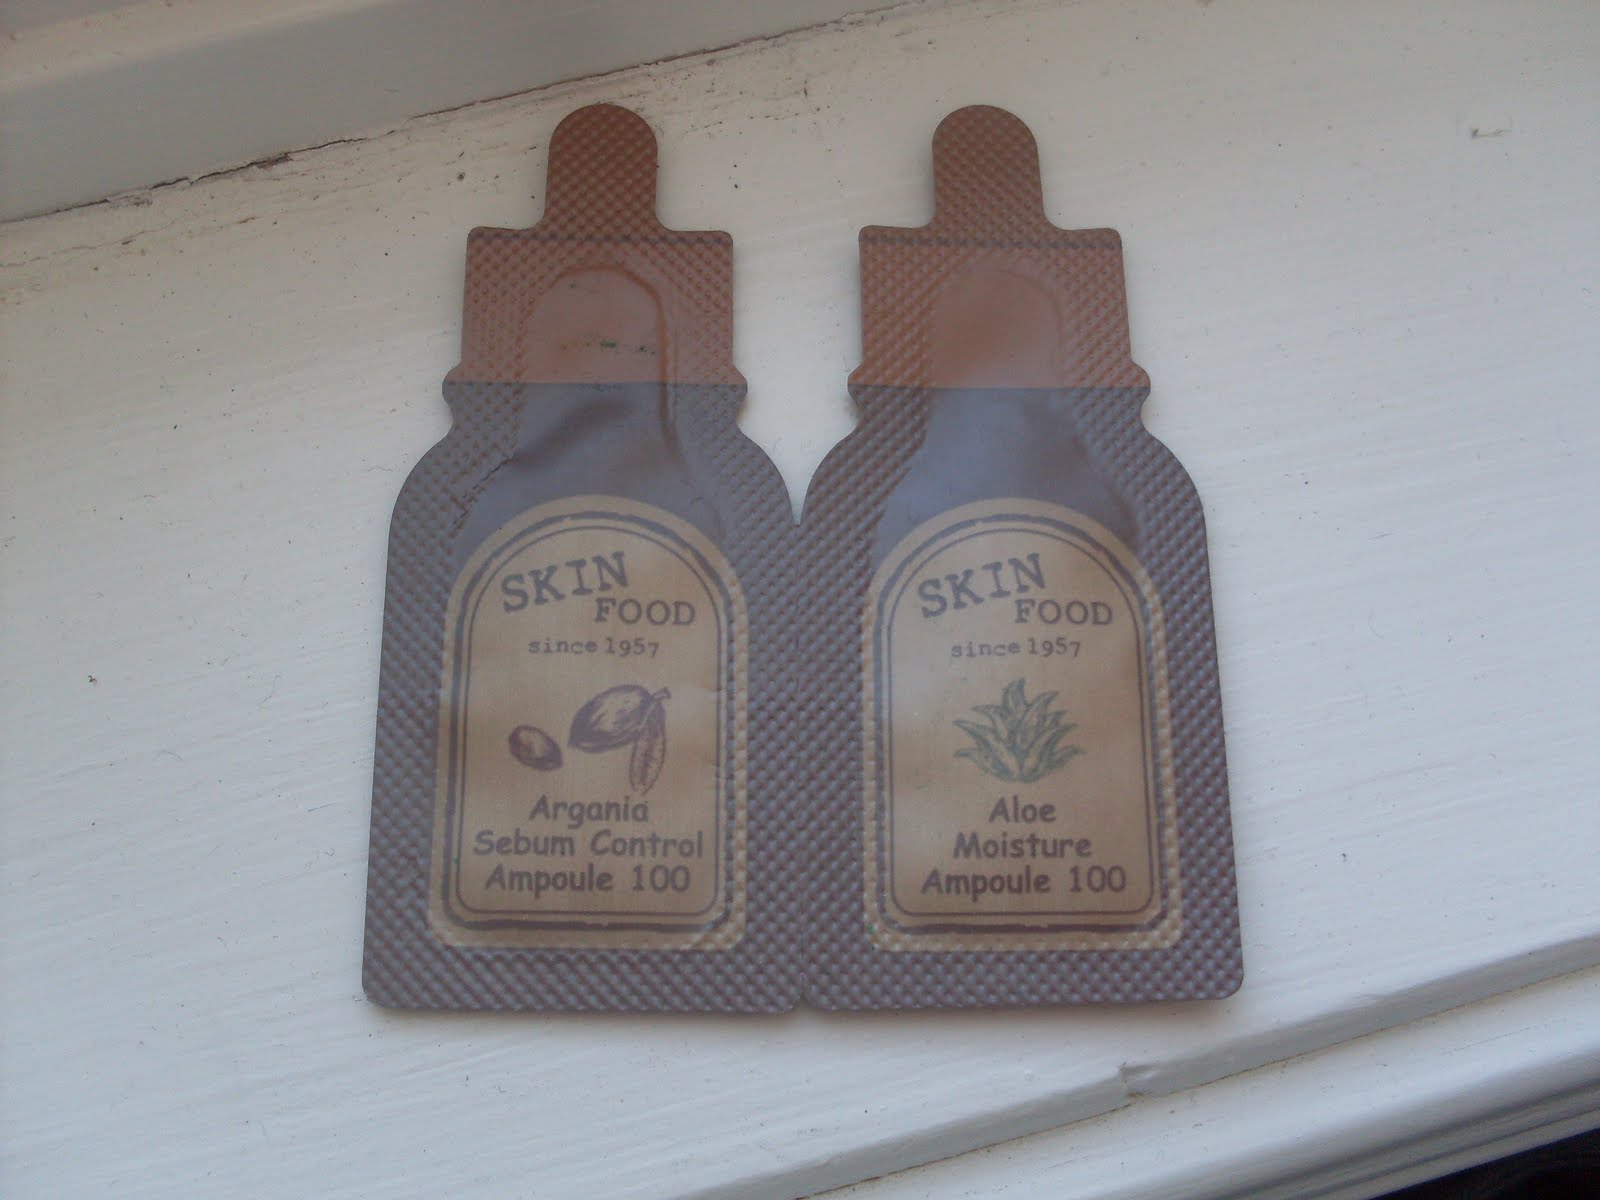 SKIN
FOOD
since 1957
Argania
Sebum Control
Ampoule 100
SKIN
FOOD
since 1957
Aloe
Moisture
Ampoule 100